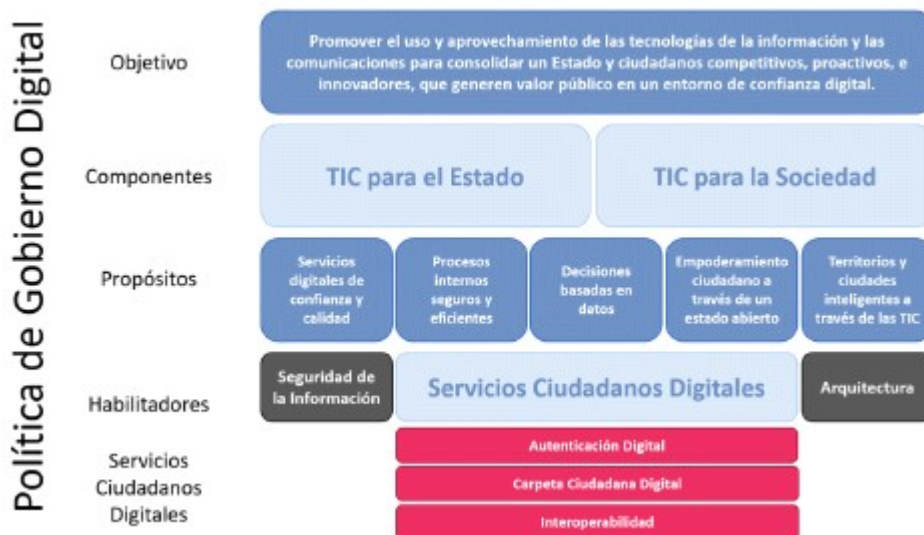 Política de Gobierno Digital
Objetivo
Promover el uso y aprovechamiento de las tecnologías de la información y las
comunicaciones para consolidar un Estado y ciudadanos competitivos, proactivos, e
innovadores, que generen valor público en un entorno de confianza digital.
Componentes
TIC para el Estado
TIC para la Sociedad
Propósitos
Servicios
digitales de
confianza y
calidad
Procesos
internos
seguros y
eficientes
Decisiones
basadas en
datos
Empoderamiento
ciudadano a
través de un
estado abierto
Territorios y
ciudades
inteligentes a
través de las TIC
Habilitadores
Seguridad de
la Información
Servicios Ciudadanos Digitales
Arquitectura
Servicios
Ciudadanos
Digitales
Autenticación Digital
Carpeta Ciudadana Digital
Interoperabilidad